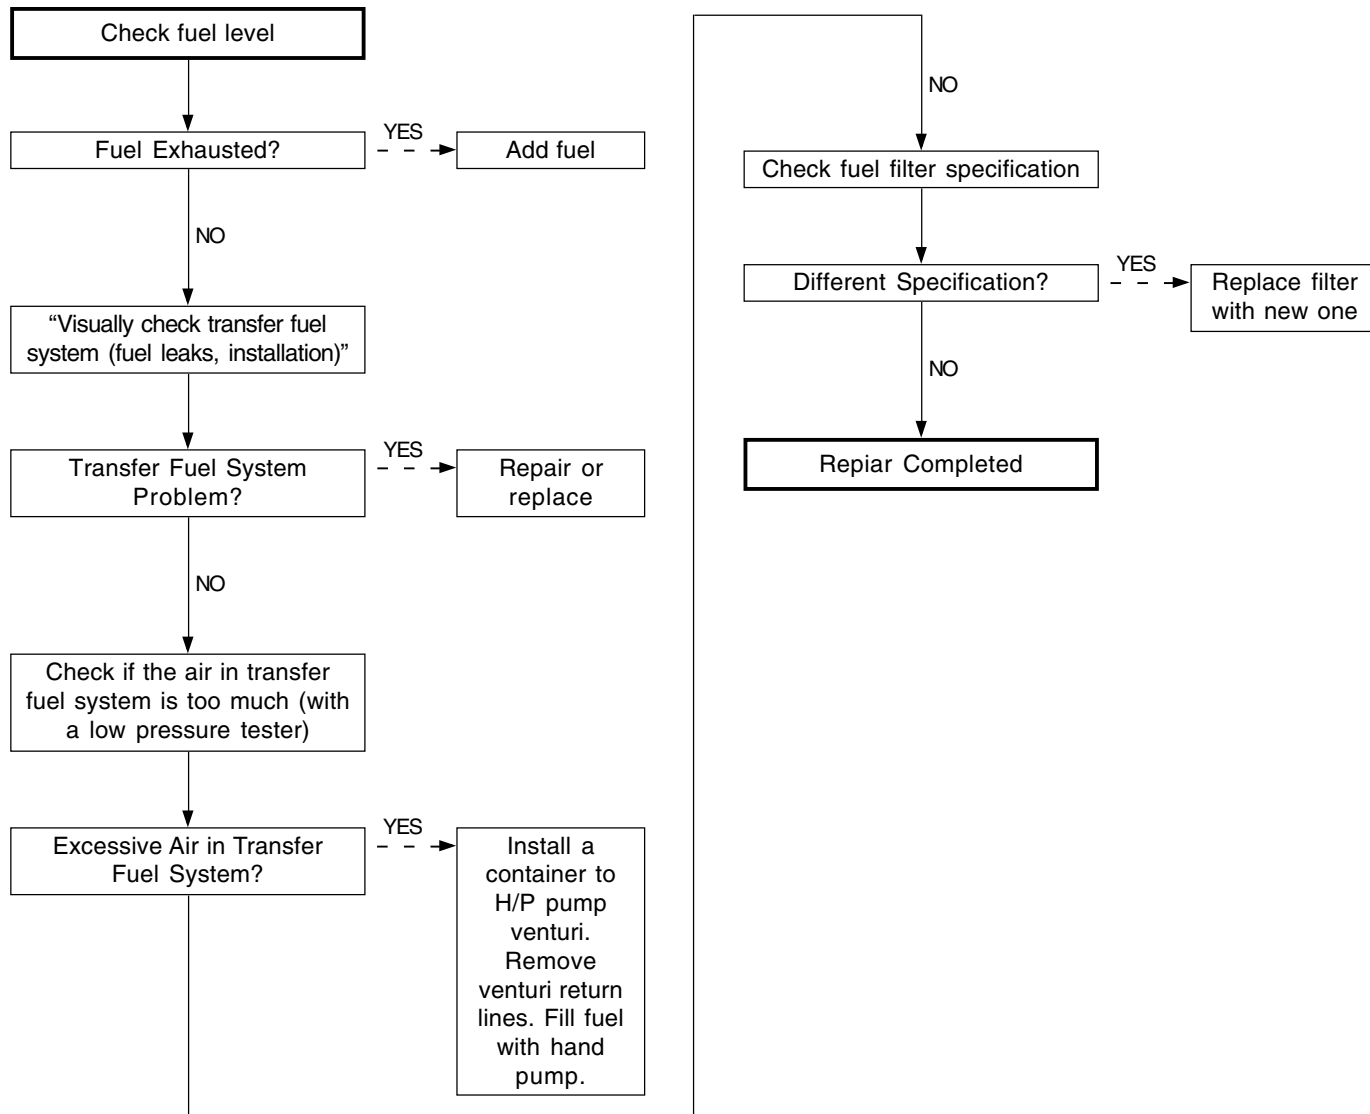 Check fuel level
Fuel Exhausted?
YES
Add fuel
NO
“Visually check transfer fuel
system (fuel leaks, installation)”
Transfer Fuel System
Problem?
YES
Repair or
replace
NO
Check if the air in transfer
fuel system is too much (with
a low pressure tester)
Excessive Air in Transfer
Fuel System?
YES
Install a
container to
H/P pump
venturi.
Remove
venturi return
lines. Fill fuel
with hand
pump.
NO
Check fuel filter specification
Different Specification?
YES
Replace filter
with new one
NO
Repiar Completed